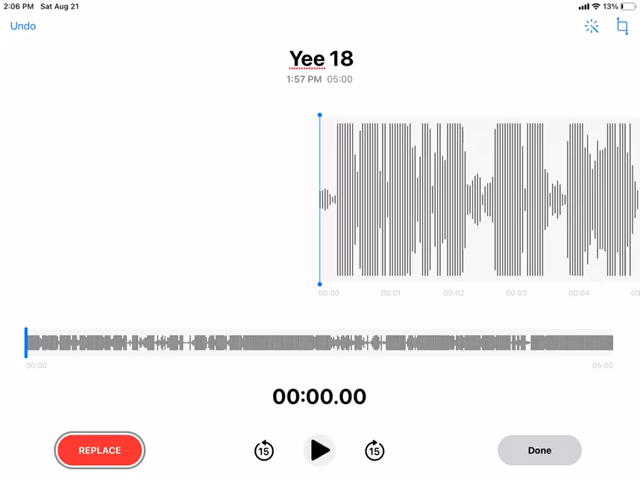 2:06 PM Sat Aug 21 13%
Undo
Yee 18
1:57 PM 05:00
00:00 00:01 00:02 00:03 00:04
00:00 05:00
00:00.00
REPLACE 15 15 Done